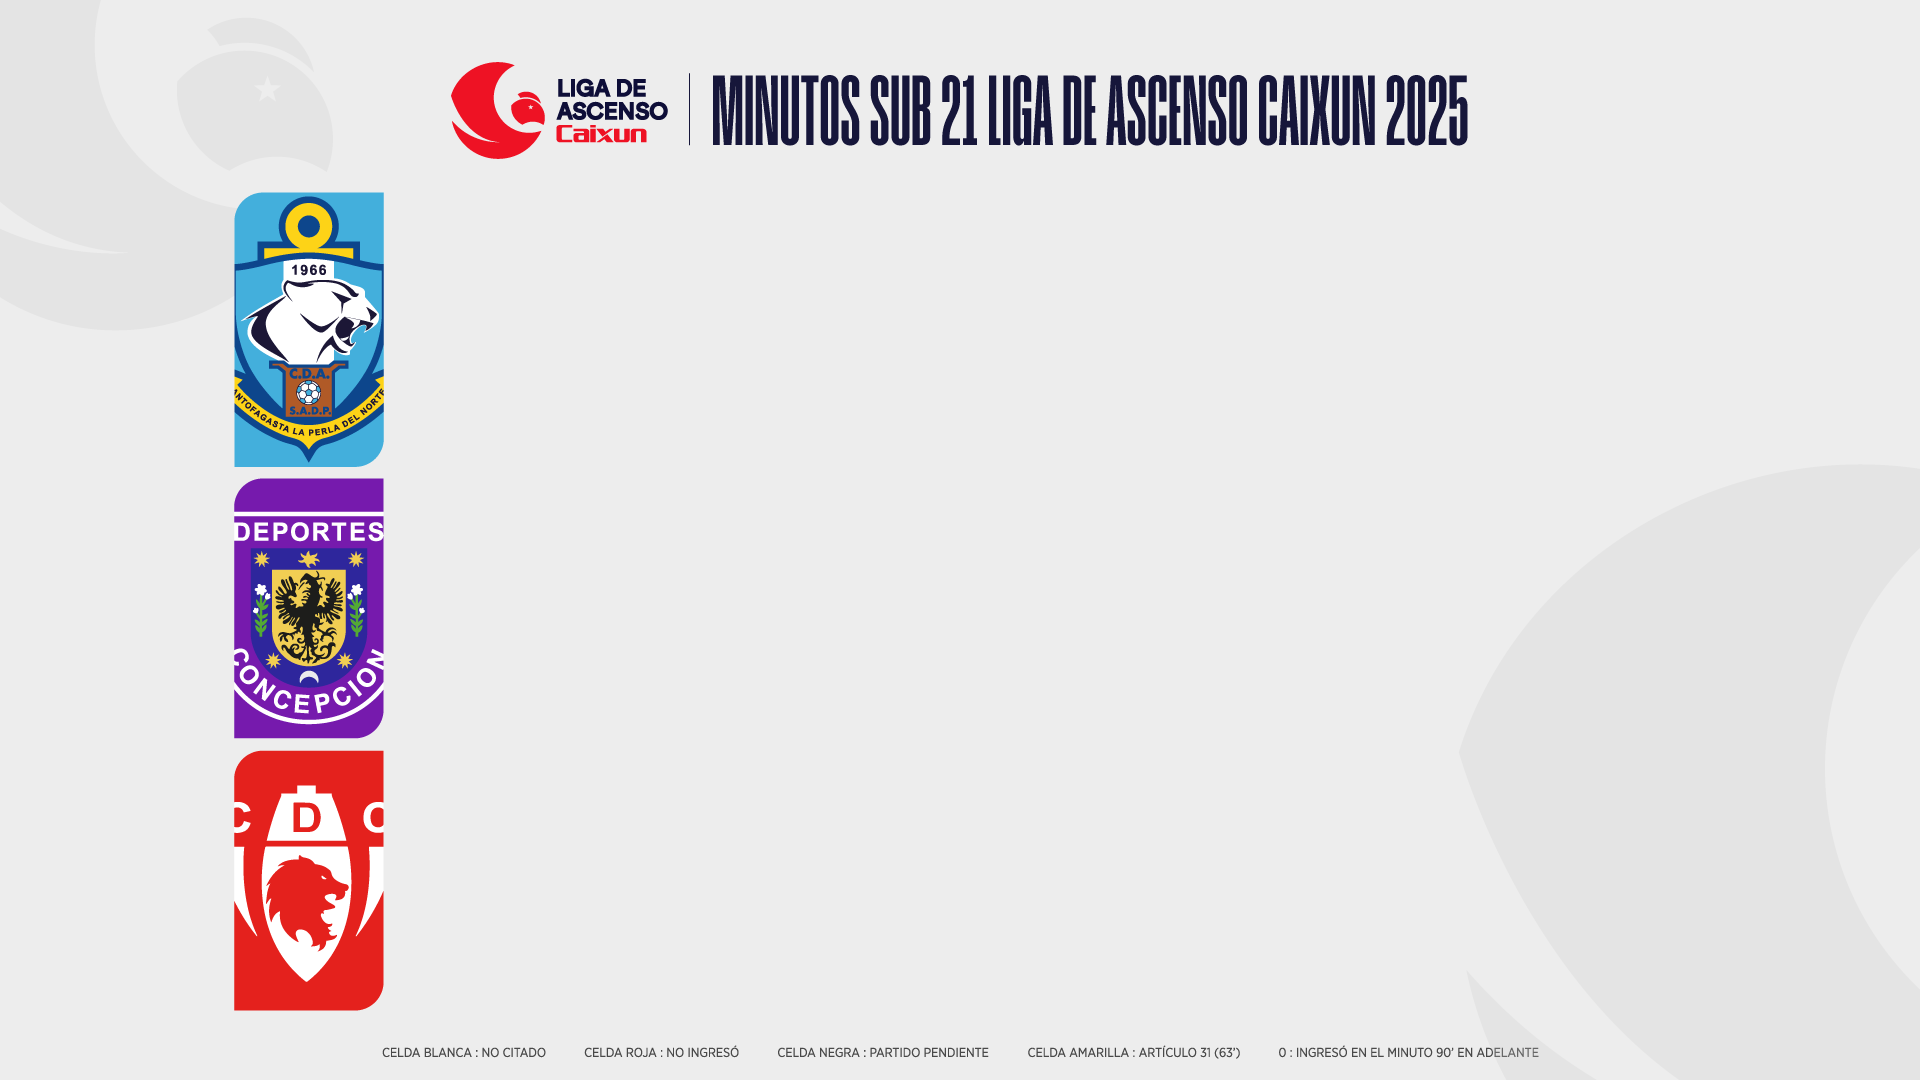 LIGA DE
ASCENSO
Caixun
MINUTOS SUB 21 LIGA DE ASCENSO CAIXUN 2025
1966
C.D.A.
S.A.D.P.
ANTOFAGASTA LA PERLA DEL NORTE
DEPORTES
CONCEPCION
C D C
CELDA BLANCA : NO CITADO
CELDA ROJA : NO INGRESÓ
CELDA NEGRA : PARTIDO PENDIENTE
CELDA AMARILLA : ARTÍCULO 31 (63’)
0 : INGRESÓ EN EL MINUTO 90’ EN ADELANTE